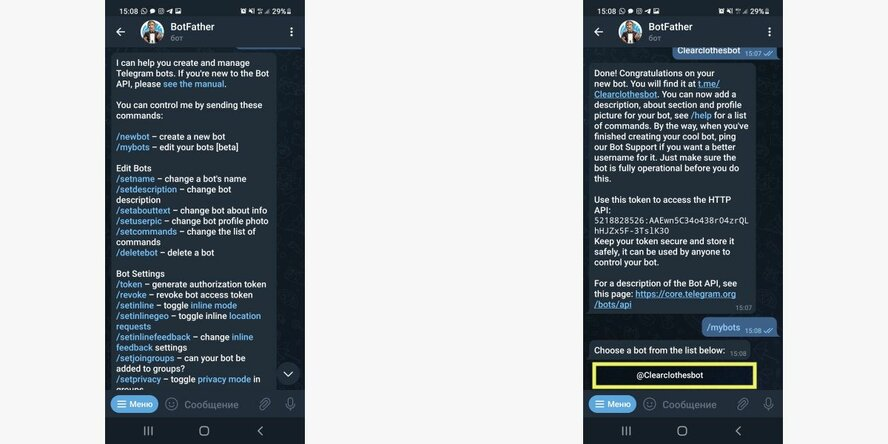 15:08
29%
BotFather
бот
I can help you create and manage
Telegram bots. If you're new to the Bot
API, please see the manual.
You can control me by sending these
commands:
/newbot – create a new bot
/mybots – edit your bots [beta]
Edit Bots
/setname – change a bot's name
/setdescription – change bot
description
/setabouttext – change bot about info
/setuserpic – change bot profile photo
/setcommands – change the list of
commands
/deletebot – delete a bot
Bot Settings
/token – generate authorization token
/revoke – revoke bot access token
/setinline – toggle inline mode
/setinlinegeo – toggle inline location
requests
/setinlinefeedback – change inline
feedback settings
/setjoingroups – can your bot be
added to groups?
/setprivacy – toggle privacy mode in
groups
Меню
Сообщение
15:08
29%
BotFather
бот
Clearclothesbot
15:07
Done! Congratulations on your
new bot. You will find it at t.me/
Clearclothesbot. You can now add a
description, about section and profile
picture for your bot, see /help for a list
of commands. By the way, when you've
finished creating your cool bot, ping
our Bot Support if you want a better
username for it. Just make sure the
bot is fully operational before you do
this.
Use this token to access the HTTP
API:
5218828526:AAEwn5C34o438rO4zrQL
hHJZx5F-3TslK3O
Keep your token secure and store it
safely, it can be used by anyone to
control your bot.
For a description of the Bot API, see
this page: https://core.telegram.org
/bots/api
15:07
/mybots 15:08
Choose a bot from the list below: 15:08
@Clearclothesbot
Меню
Сообщение